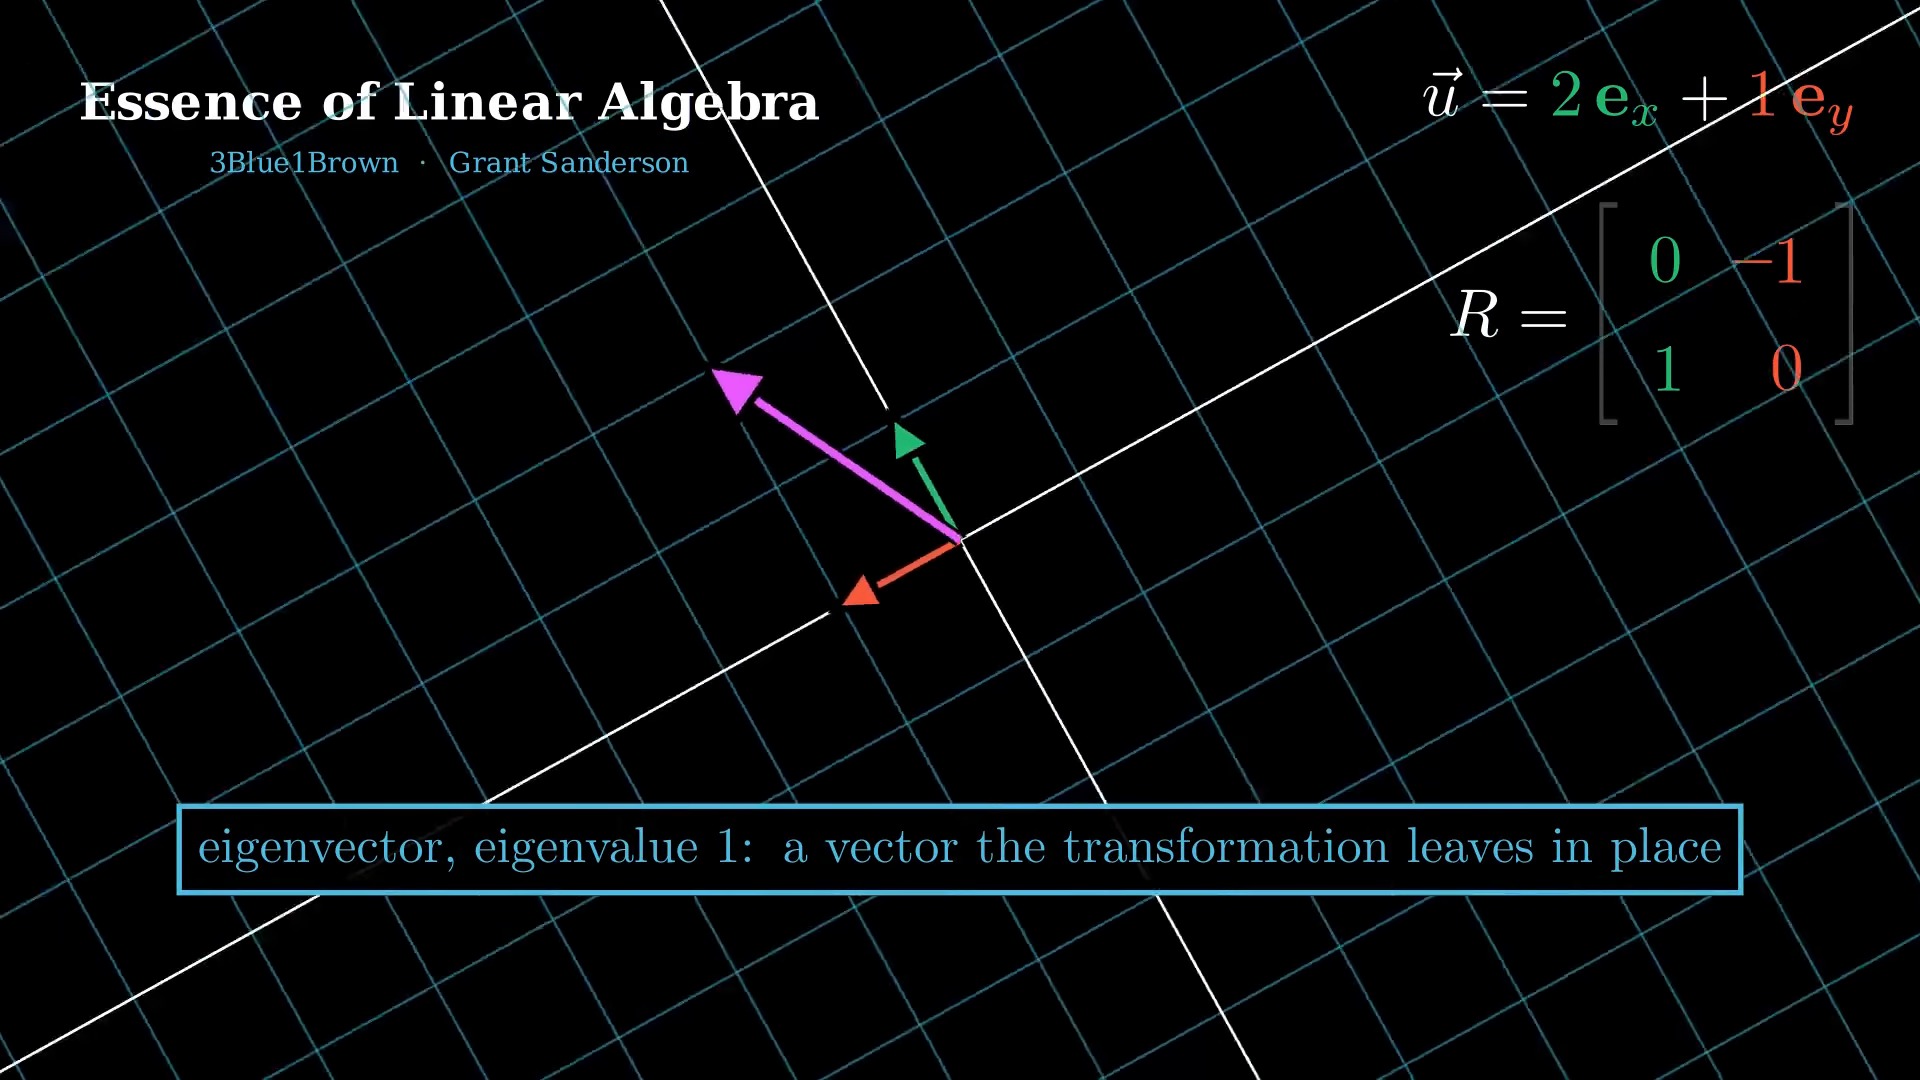 Essence of Linear Algebra
3Blue1Brown · Grant Sanderson
u⃗ = 2 eₓ + 1 e_y
R = [ 0 −1
1 0 ]
eigenvector, eigenvalue 1: a vector the transformation leaves in place